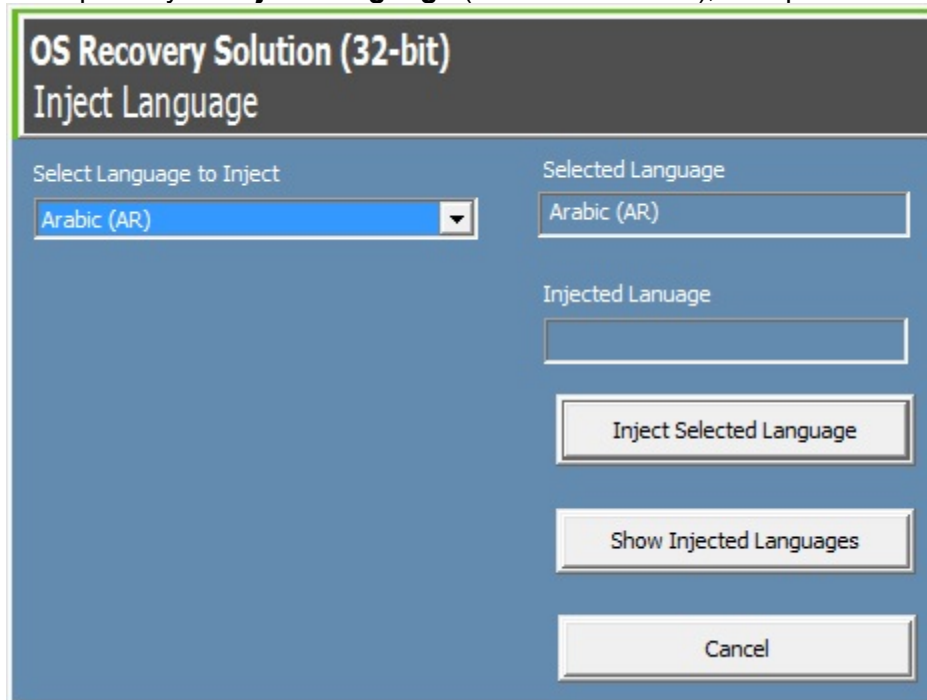 OS Recovery Solution (32-bit)
Inject Language
Select Language to Inject
Arabic (AR)
Selected Language
Arabic (AR)
Injected Lanuage
Inject Selected Language
Show Injected Languages
Cancel